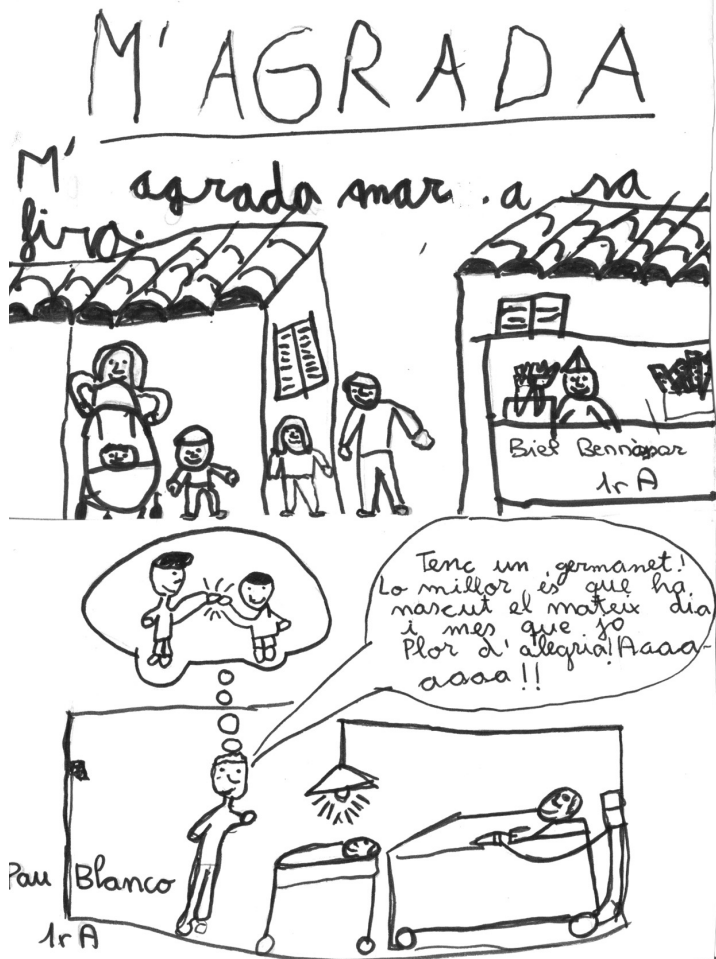 M'AGRADA
M' agrada anar a sa
fira.
Biel Bennàssar
1r A
Tenc un germanet!
Lo millor és que ha
nascut el mateix dia
i mes que jo
Plor d'alegria! Aaaa-
aaaa!!
Pau Blanco
1r A